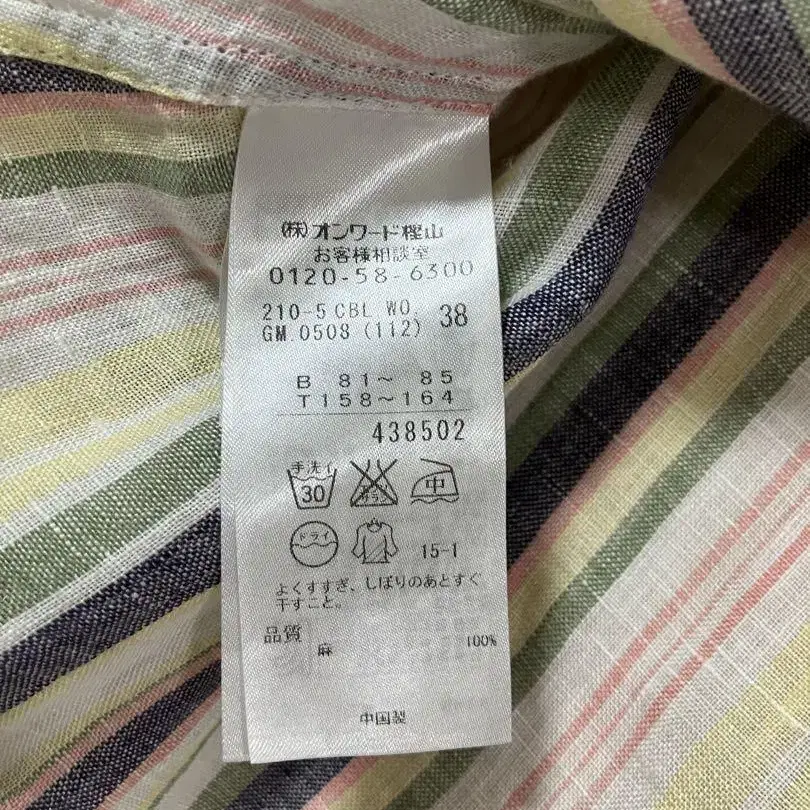 (株)オンワード樫山
お客様相談室
0120-58-6300
210-5 CBL WO.
GM.0508 (112) 38
B 81〜 85
T158〜164
438502
手洗イ
30
中
ドライ
15-1
よくすすぎ、しぼりのあとすぐ
干すこと。
品質
麻 100%
中国製